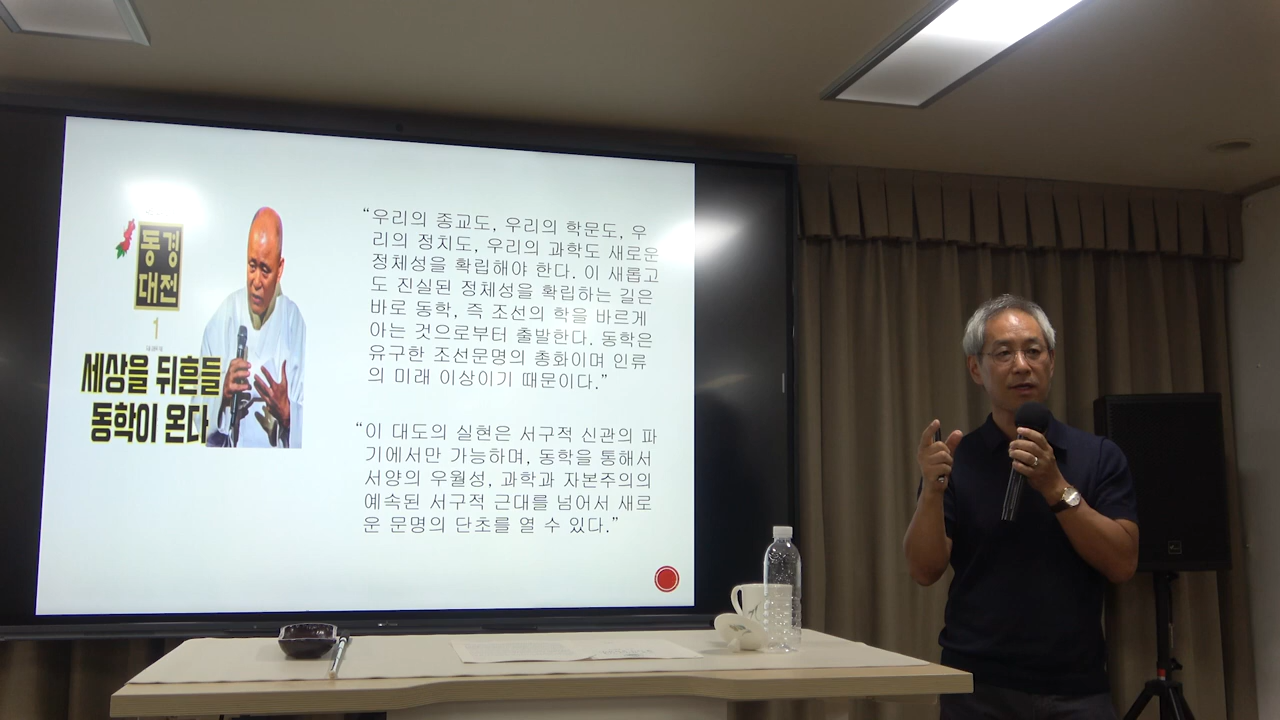 동경
대전
1
세상을 뒤흔들
동학이 온다
“우리의 종교도, 우리의 학문도, 우
리의 정치도, 우리의 과학도 새로운
정체성을 확립해야 한다. 이 새롭고
도 진실된 정체성을 확립하는 길은
바로 동학, 즉 조선의 학을 바르게
아는 것으로부터 출발한다. 동학은
유구한 조선문명의 총화이며 인류
의 미래 이상이기 때문이다.”
“이 대도의 실현은 서구적 신관의 파
기에서만 가능하며, 동학을 통해서
서양의 우월성, 과학과 자본주의의
예속된 서구적 근대를 넘어서 새로
운 문명의 단초를 열 수 있다.”